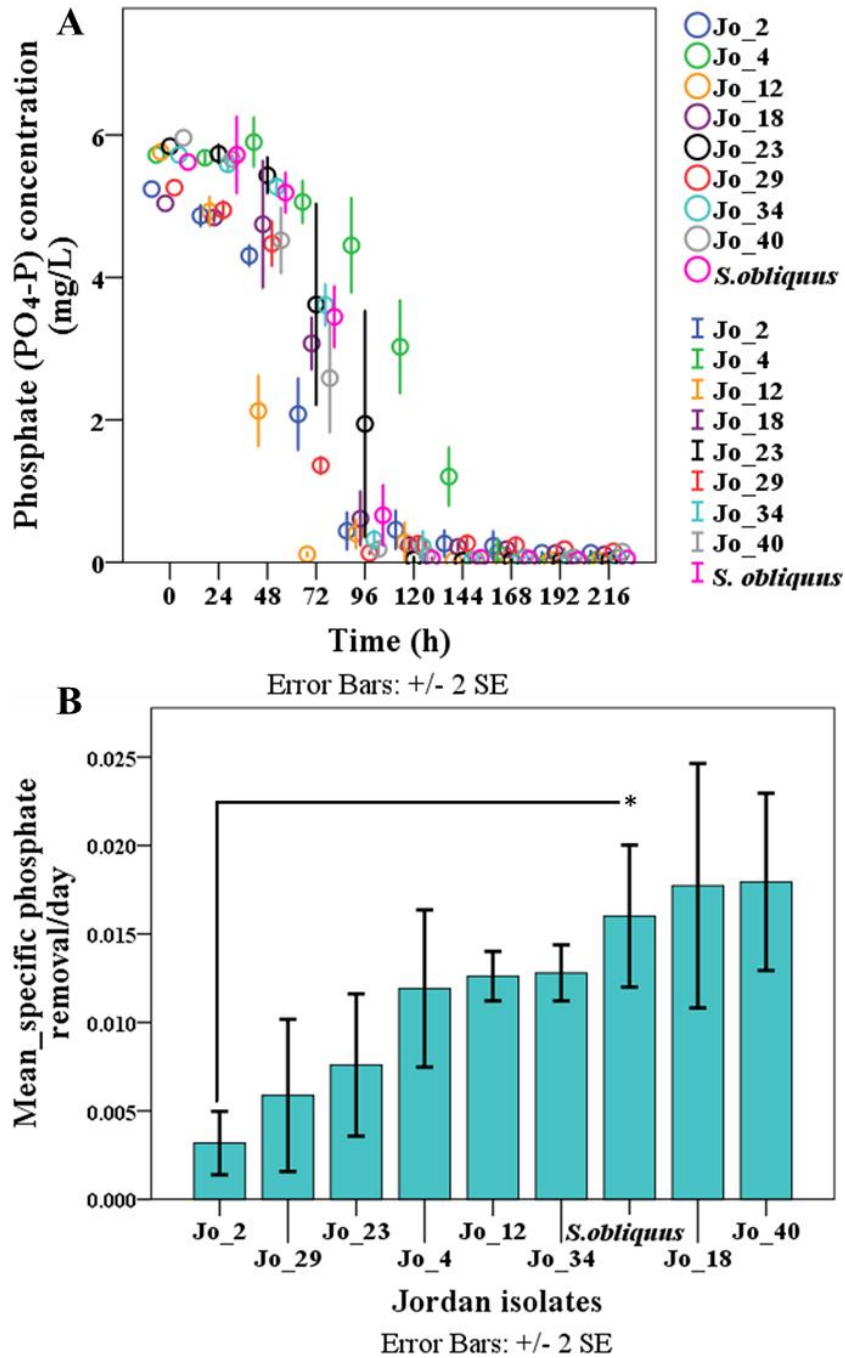 A
Phosphate (PO4-P) concentration
(mg/L)
6
4
2
0
0 24 48 72 96 120 144 168 192 216
Time (h)
Error Bars: +/- 2 SE
Jo_2
Jo_4
Jo_12
Jo_18
Jo_23
Jo_29
Jo_34
Jo_40
S.obliquus
Jo_2
Jo_4
Jo_12
Jo_18
Jo_23
Jo_29
Jo_34
Jo_40
S. obliquus
B
Mean_specific phosphate
removal/day
0.025
0.020
0.015
0.010
0.005
0.000
*
Jo_2 Jo_23 Jo_12 S.obliquus Jo_40
Jo_29 Jo_4 Jo_34 Jo_18
Jordan isolates
Error Bars: +/- 2 SE